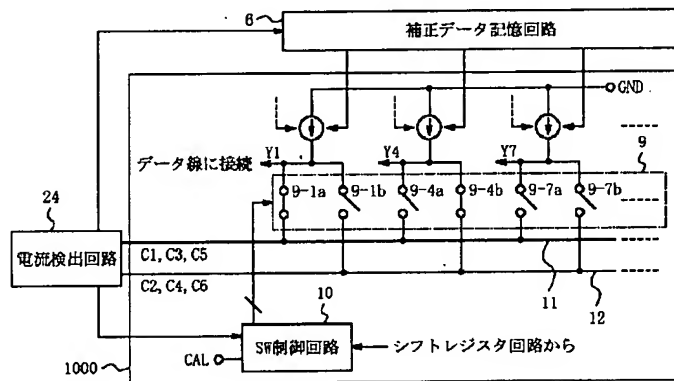 6
補正データ記憶回路
GND
Y1
Y4
Y7
データ線に接続
9
9-1a
9-1b
9-4a
9-4b
9-7a
9-7b
24
電流検出回路
C1, C3, C5
C2, C4, C6
11
12
10
SW制御回路
CAL
シフトレジスタ回路から
1000